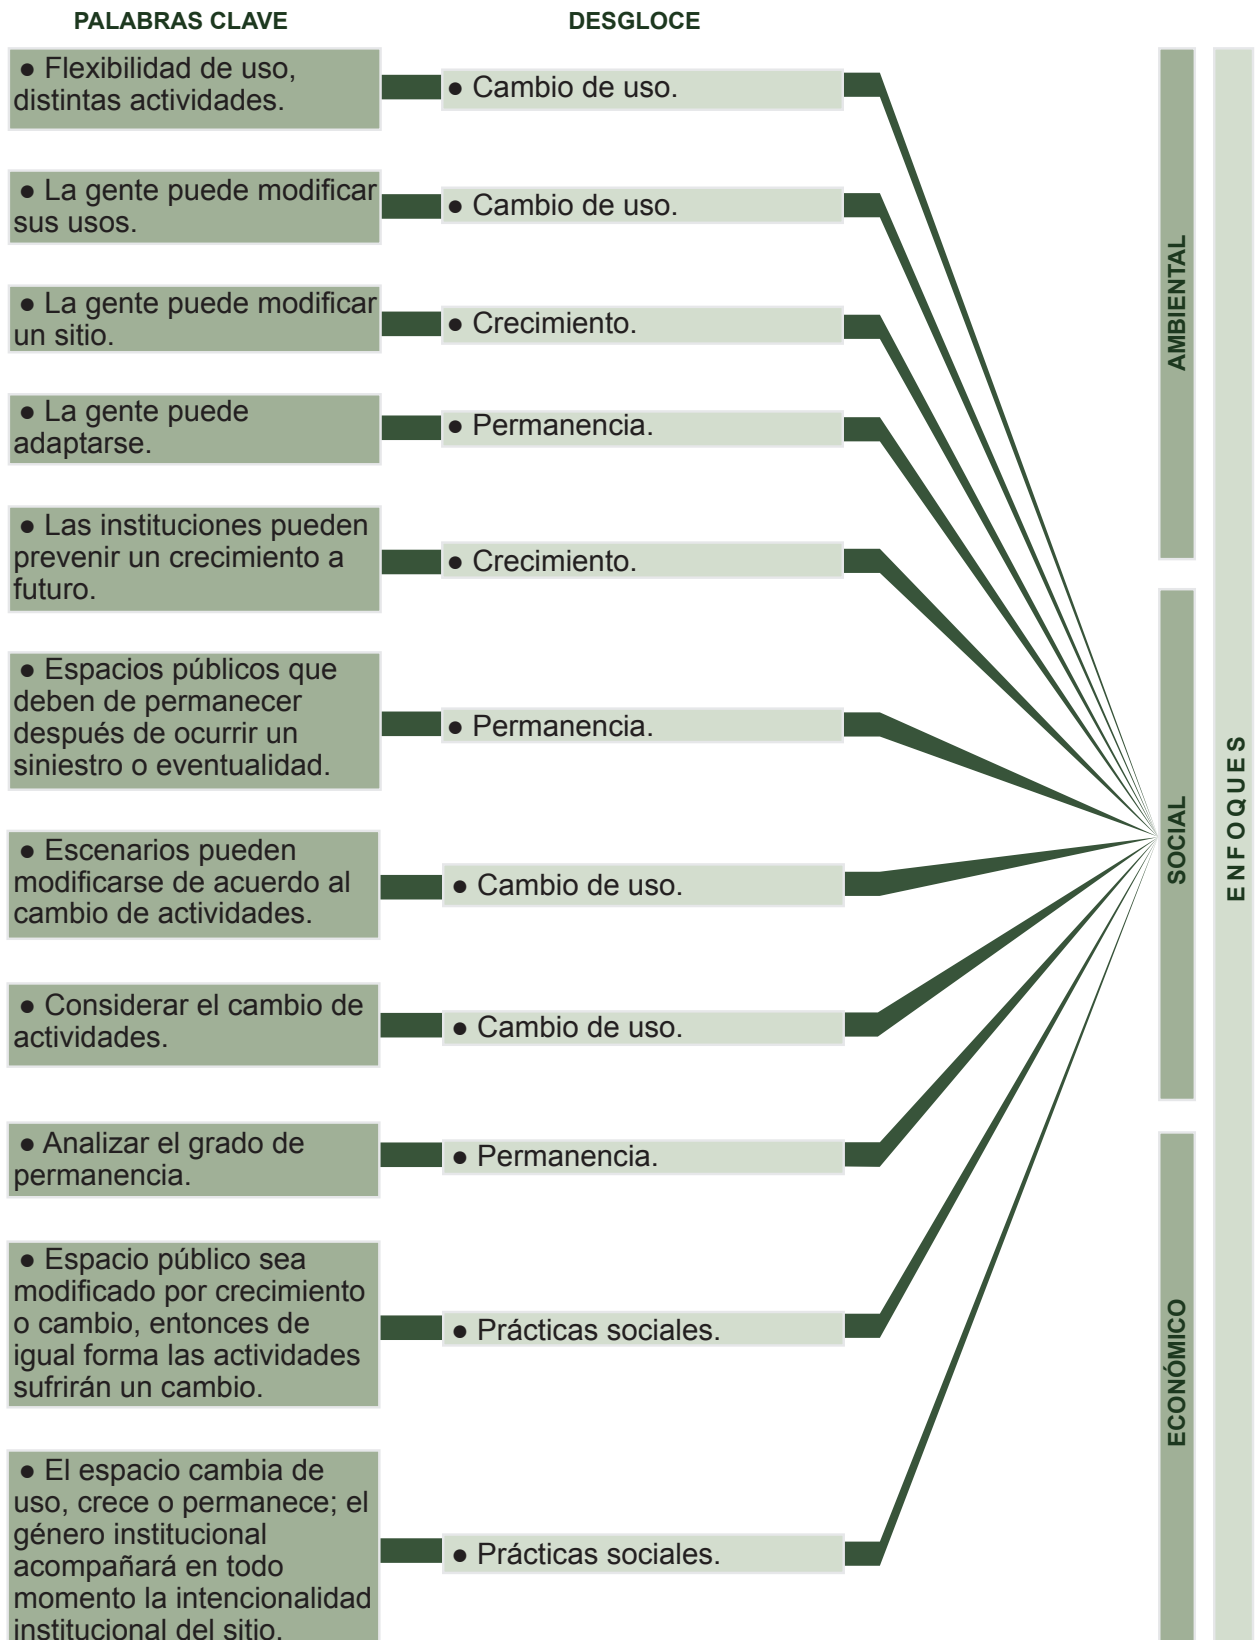 PALABRAS CLAVE
DESGLOCE
● Flexibilidad de uso,
distintas actividades.
● Cambio de uso.
● La gente puede modificar
sus usos.
● Cambio de uso.
● La gente puede modificar
un sitio.
● Crecimiento.
● La gente puede
adaptarse.
● Permanencia.
● Las instituciones pueden
prevenir un crecimiento a
futuro.
● Crecimiento.
● Espacios públicos que
deben de permanecer
después de ocurrir un
siniestro o eventualidad.
● Permanencia.
● Escenarios pueden
modificarse de acuerdo al
cambio de actividades.
● Cambio de uso.
● Considerar el cambio de
actividades.
● Cambio de uso.
● Analizar el grado de
permanencia.
● Permanencia.
● Espacio público sea
modificado por crecimiento
o cambio, entonces de
igual forma las actividades
sufrirán un cambio.
● Prácticas sociales.
● El espacio cambia de
uso, crece o permanece; el
género institucional
acompañará en todo
momento la intencionalidad
institucional del sitio.
● Prácticas sociales.
AMBIENTAL
SOCIAL
ECONÓMICO
ENFOQUES